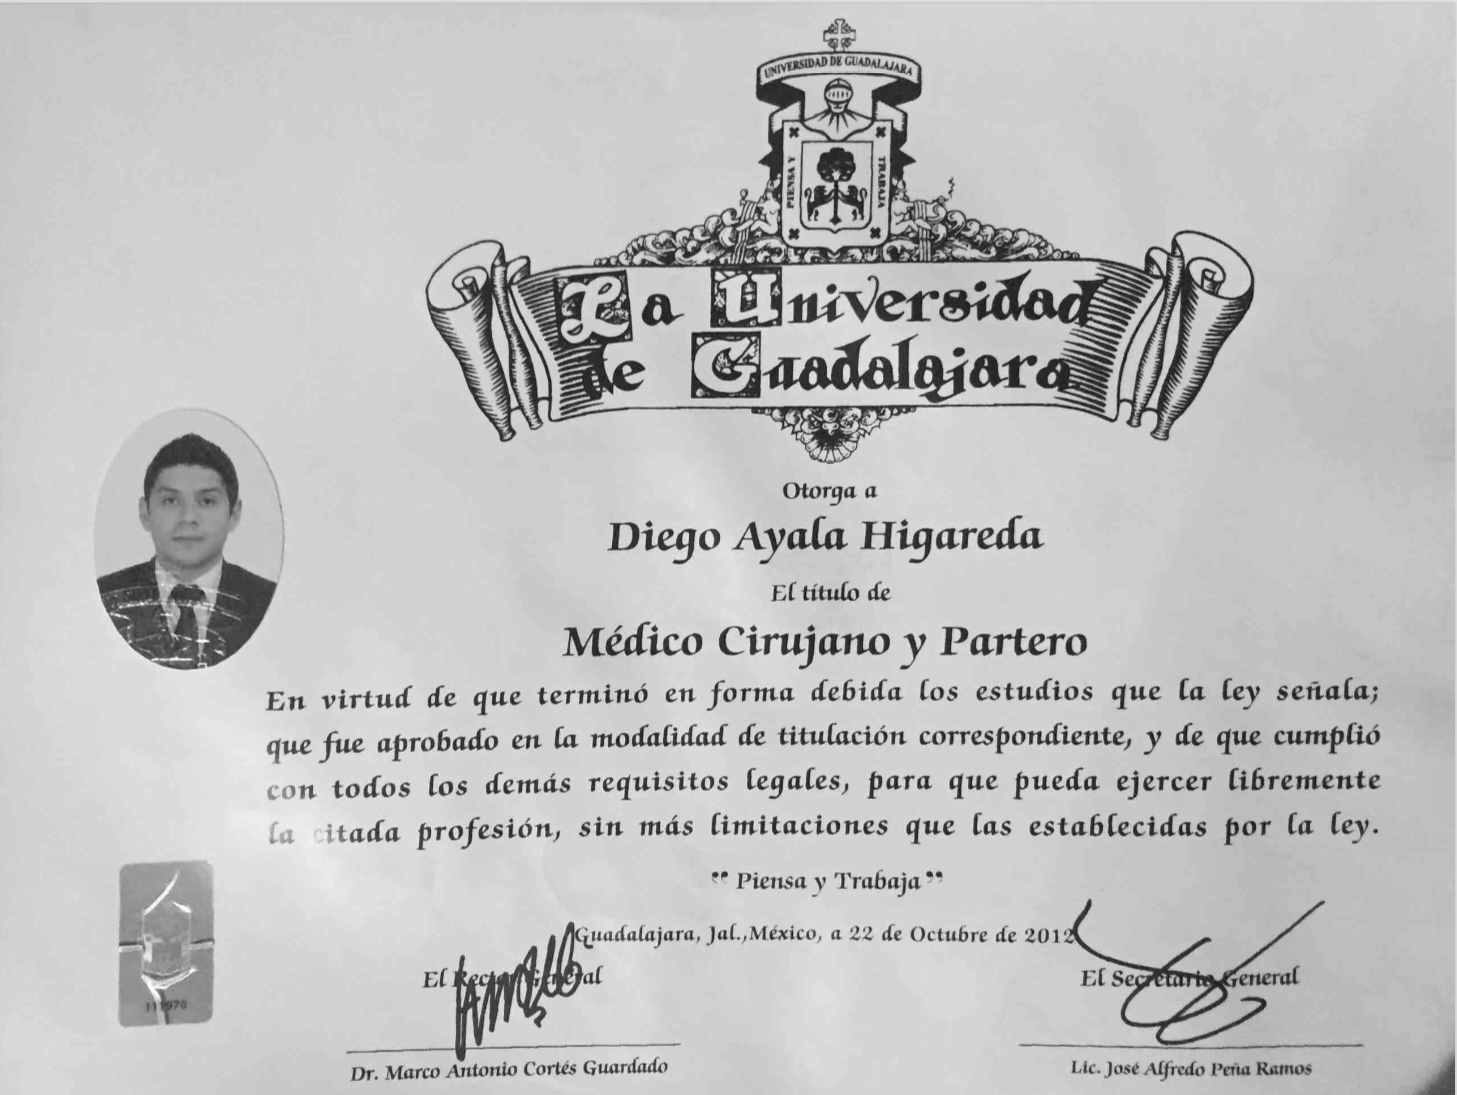 UNIVERSIDAD DE GUADALAJARA
PIENSA Y
TRABAJA
La Universidad
de Guadalajara
Otorga a
Diego Ayala Higareda
El título de
Médico Cirujano y Partero
En virtud de que terminó en forma debida los estudios que la ley señala;
que fue aprobado en la modalidad de titulación correspondiente, y de que cumplió
con todos los demás requisitos legales, para que pueda ejercer libremente
la citada profesión, sin más limitaciones que las establecidas por la ley.
“ Piensa y Trabaja ”
Guadalajara, Jal.,México, a 22 de Octubre de 2012
El Rector General
El Secretario General
111970
Dr. Marco Antonio Cortés Guardado
Lic. José Alfredo Peña Ramos